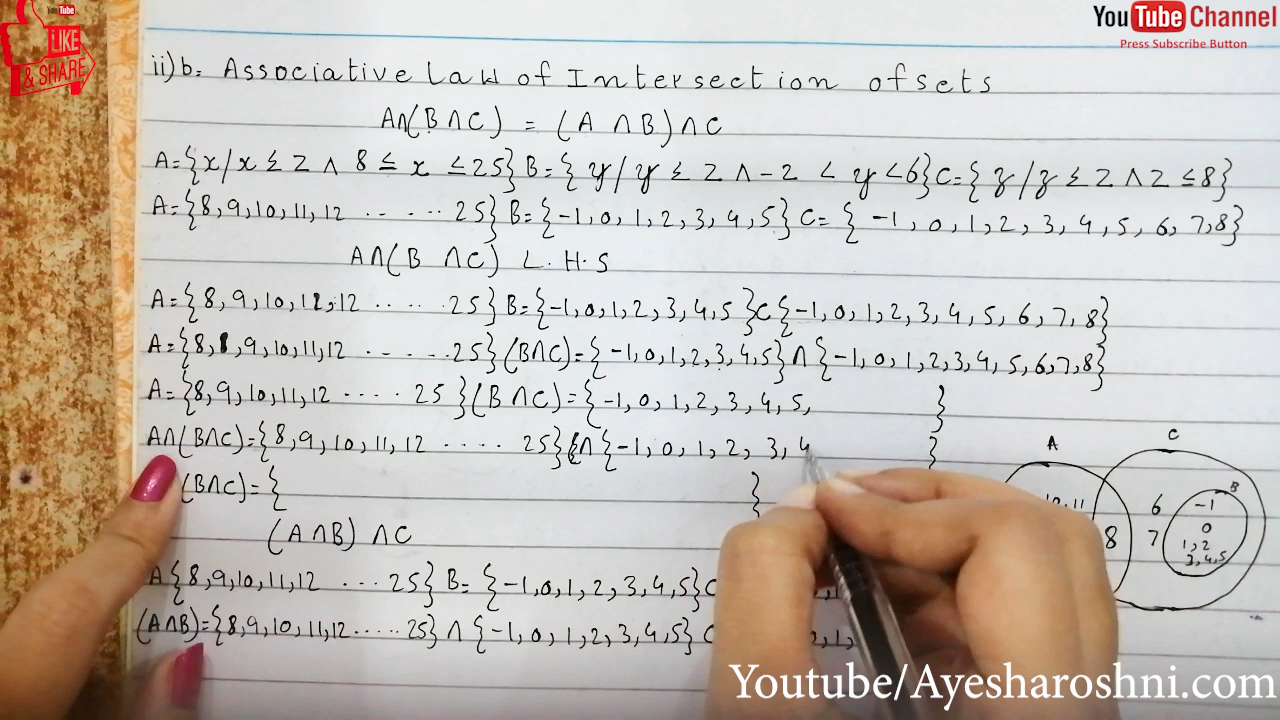 YouTube
LIKE
& SHARE
YouTube Channel
Press Subscribe Button
ii)b. Associative Law of Intersection of sets
A∩(B∩C) = (A∩B)∩C
A={x/x ≤ Z ∧ 8 ≤ x ≤25} B={y/y ≤ Z ∧ -2 < y <6} C={z/z ≤ Z ∧ Z ≤8}
A={8,9,10,11,12 ..... 25} B={-1,0,1,2,3,4,5} C={-1,0,1,2,3,4,5,6,7,8}
A∩(B∩C) L.H.S
A={8,9,10,11,12 ..... 25} B={-1,0,1,2,3,4,5} C{-1,0,1,2,3,4,5,6,7,8}
A={8,9,10,11,12 ......25} (B∩C)={-1,0,1,2,3,4,5}∩{-1,0,1,2,3,4,5,6,7,8}
A={8,9,10,11,12 .... 25}(B∩C)={-1,0,1,2,3,4,5, }
A∩(B∩C)={8,9,10,11,12 .... 25}∩{-1,0,1,2,3,4 }
(B∩C)={ }
(A∩B)∩C
A{8,9,10,11,12 ...25} B={-1,0,1,2,3,4,5}C
(A∩B)={8,9,10,11,12.....25}∩{-1,0,1,2,3,4,5}
A
C
B
8
6
7
-1
0
1,2
3,4,5
Youtube/Ayesharoshni.com